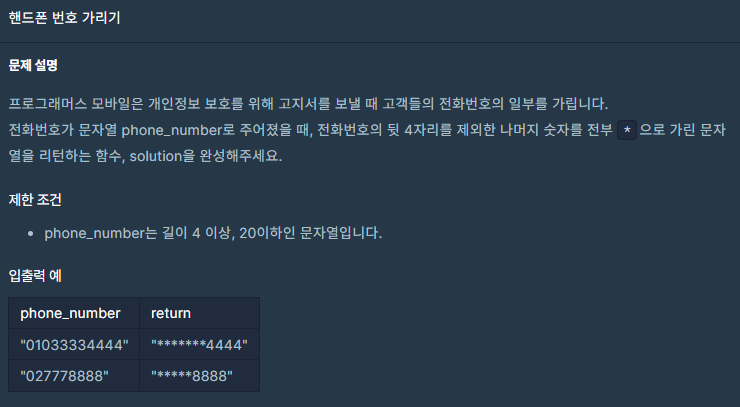 핸드폰 번호 가리기
문제 설명
프로그래머스 모바일은 개인정보 보호를 위해 고지서를 보낼 때 고객들의 전화번호의 일부를 가립니다.
전화번호가 문자열 phone_number로 주어졌을 때, 전화번호의 뒷 4자리를 제외한 나머지 숫자를 전부 * 으로 가린 문자
열을 리턴하는 함수, solution을 완성해주세요.
제한 조건
• phone_number는 길이 4 이상, 20이하인 문자열입니다.
입출력 예
phone_number return
"01033334444" "*******4444"
"027778888" "*****8888"